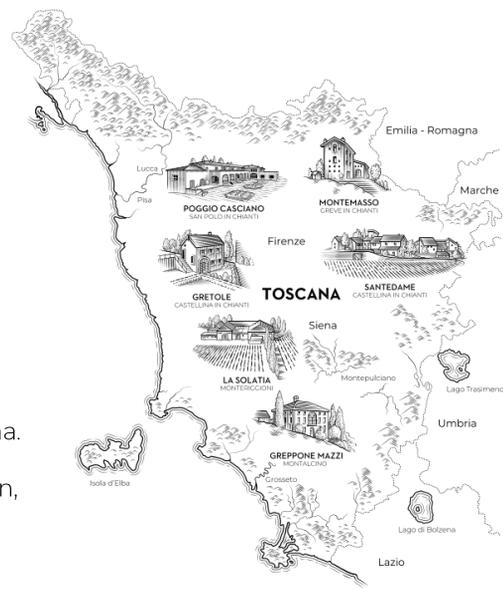 Emilia - Romagna
Lucca
Marche
Pisa
POGGIO CASCIANO
SAN POLO IN CHIANTI
MONTEMASSO
GREVE IN CHIANTI
Firenze
GRETOLE
CASTELLINA IN CHIANTI
TOSCANA
SANTEDAME
CASTELLINA IN CHIANTI
Siena
LA SOLATIA
MONTERIGGIONI
Montepulciano
Lago Trasimeno
na.
Umbria
GREPPONE MAZZI
MONTALCINO
Isola d'Elba
n,
Grosseto
Lago di Bolzena
Lazio